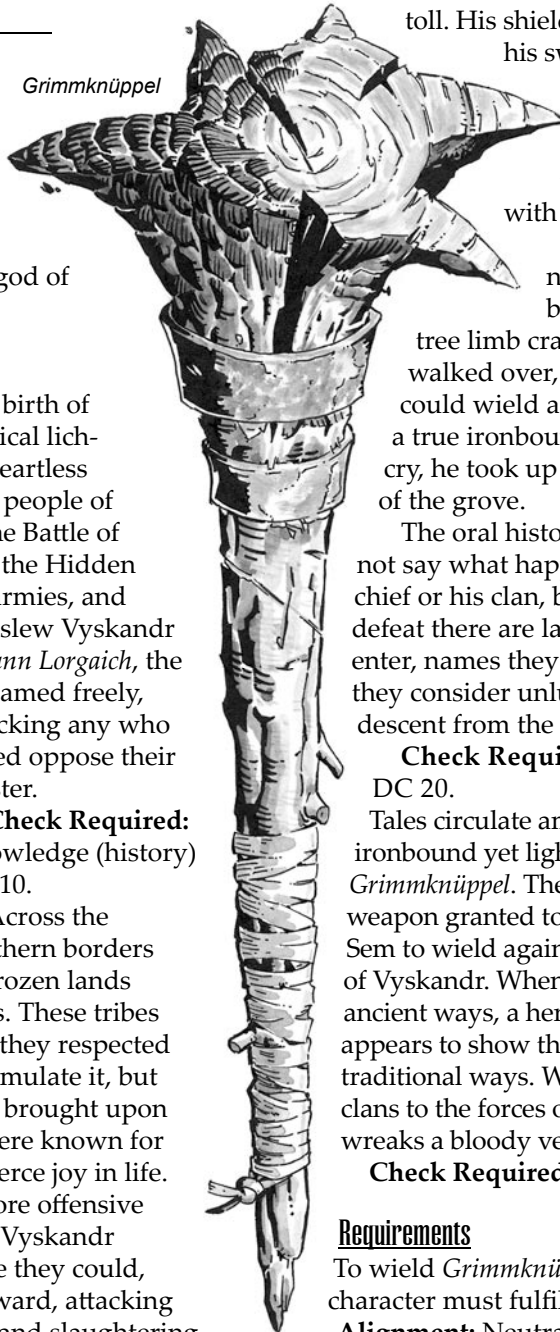 Grimmknüppel
god of
birth of
ical lich-
eartless
people of
he Battle of
the Hidden
armies, and
slew Vyskandr
ann Lorgaich, the
amed freely,
cking any who
ed oppose their
ter.
Check Required:
owledge (history)
10.
Across the
thern borders
rozen lands
s. These tribes
they respected
mulate it, but
brought upon
ere known for
erce joy in life.
ore offensive
Vyskandr
e they could,
ward, attacking
and slaughtering
toll. His shield
his sw
with
n
b
tree limb cra
walked over,
could wield a
a true ironbou
cry, he took up
of the grove.
The oral histo
not say what hap
chief or his clan, b
defeat there are la
enter, names they
they consider unlu
descent from the
Check Requi
DC 20.
Tales circulate an
ironbound yet ligh
Grimmknüppel. The
weapon granted to
Sem to wield again
of Vyskandr. When
ancient ways, a her
appears to show th
traditional ways. W
clans to the forces o
wreaks a bloody ve
Check Required
Requirements
To wield Grimmknü
character must fulfil
Alignment: Neutra